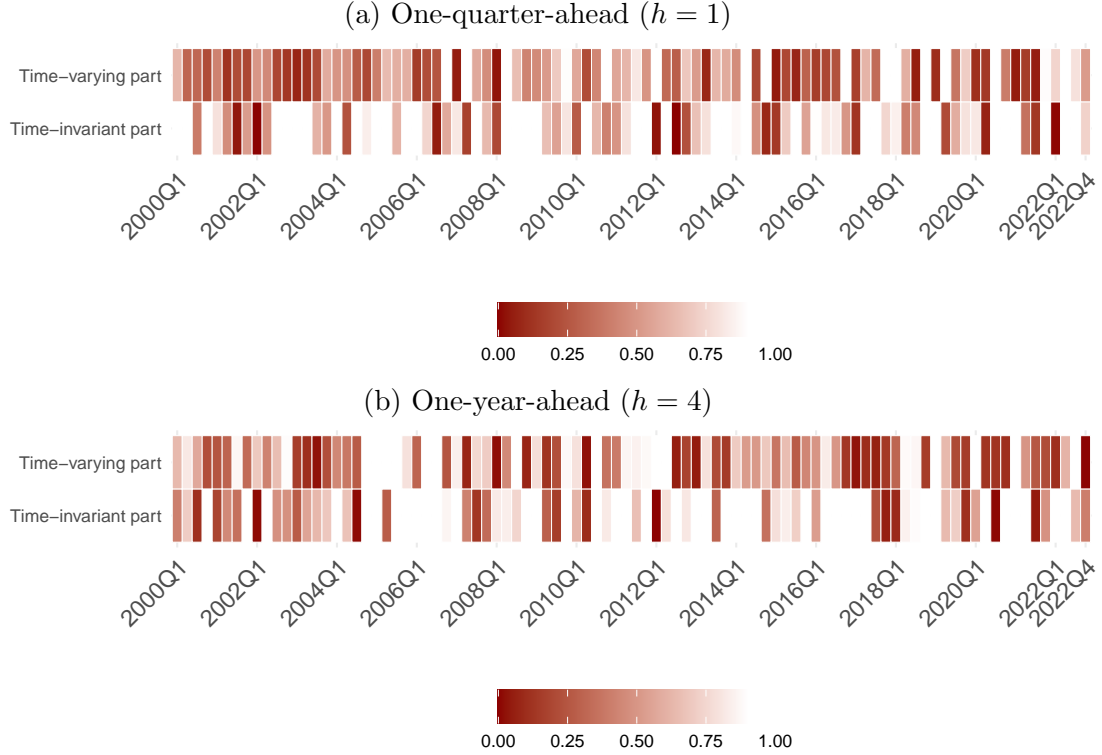 (a) One-quarter-ahead (h = 1)
Time−varying part
Time−invariant part
2000Q1 2002Q1 2004Q1 2006Q1 2008Q1 2010Q1 2012Q1 2014Q1 2016Q1 2018Q1 2020Q1 2022Q1 2022Q4
0.00 0.25 0.50 0.75 1.00
(b) One-year-ahead (h = 4)
Time−varying part
Time−invariant part
2000Q1 2002Q1 2004Q1 2006Q1 2008Q1 2010Q1 2012Q1 2014Q1 2016Q1 2018Q1 2020Q1 2022Q1 2022Q4
0.00 0.25 0.50 0.75 1.00